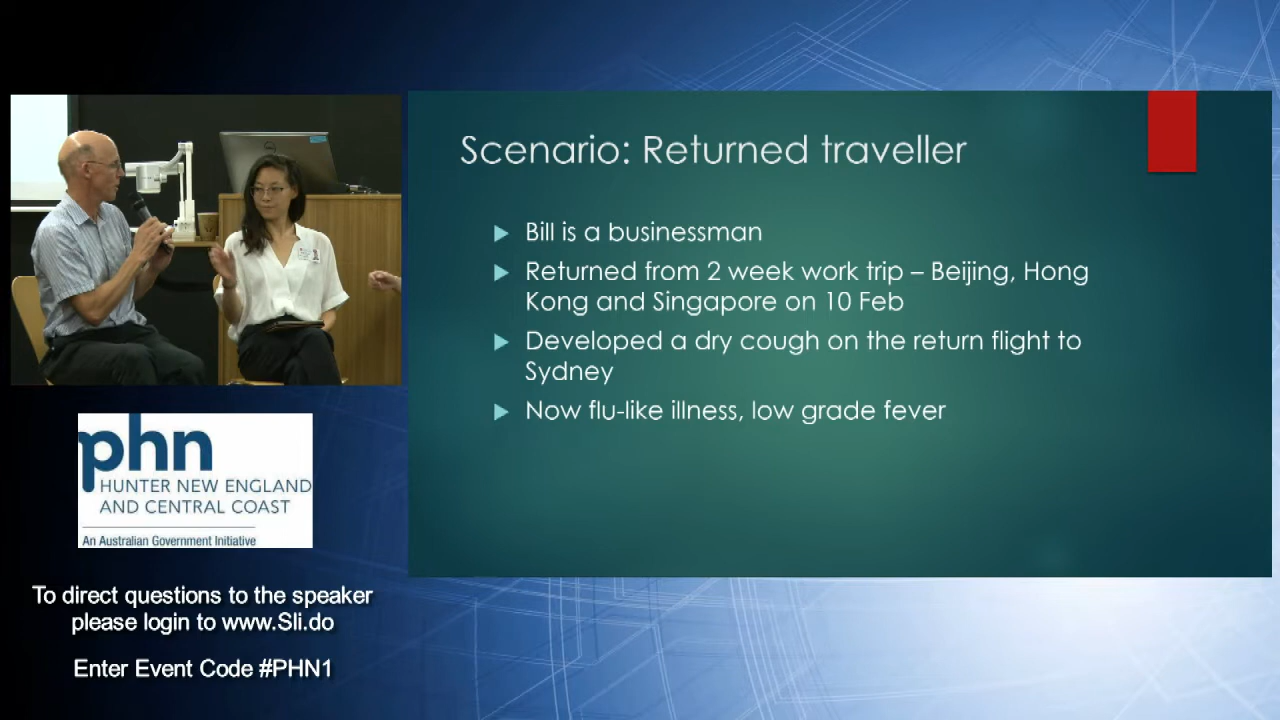 Scenario: Returned traveller
Bill is a businessman
Returned from 2 week work trip – Beijing, Hong
Kong and Singapore on 10 Feb
Developed a dry cough on the return flight to
Sydney
Now flu-like illness, low grade fever
phn
HUNTER NEW ENGLAND
AND CENTRAL COAST
An Australian Government Initiative
To direct questions to the speaker
please login to www.Sli.do
Enter Event Code #PHN1